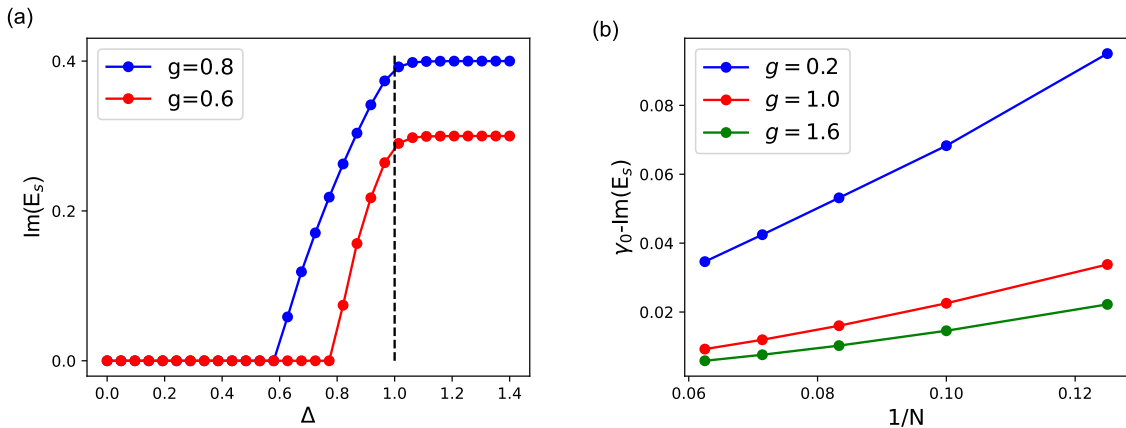 (a)
g=0.8
g=0.6
Im(E_s)
0.4
0.2
0.0
0.0 0.2 0.4 0.6 0.8 1.0 1.2 1.4
Δ
(b)
g = 0.2
g = 1.0
g = 1.6
γ₀-Im(E_s)
0.08
0.06
0.04
0.02
0.06 0.08 0.10 0.12
1/N